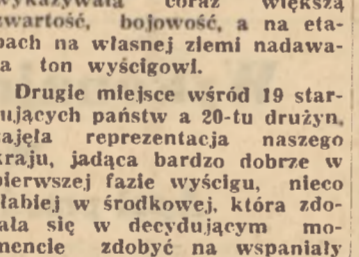 wykazywała coraz większą
zwartość, bojowość, a na eta-
pach na własnej ziemi nadawa-
a ton wyścigowi.
Drugie miejsce wśród 19 star-
ujących państw a 20-tu drużyn,
zajęła reprezentacja naszego
kraju, jadąca bardzo dobrze w
pierwszej fazie wyścigu, nieco
łabiej w środkowej, która zdo-
ała się w decydującym mo-
mencie zdobyć na wspaniały